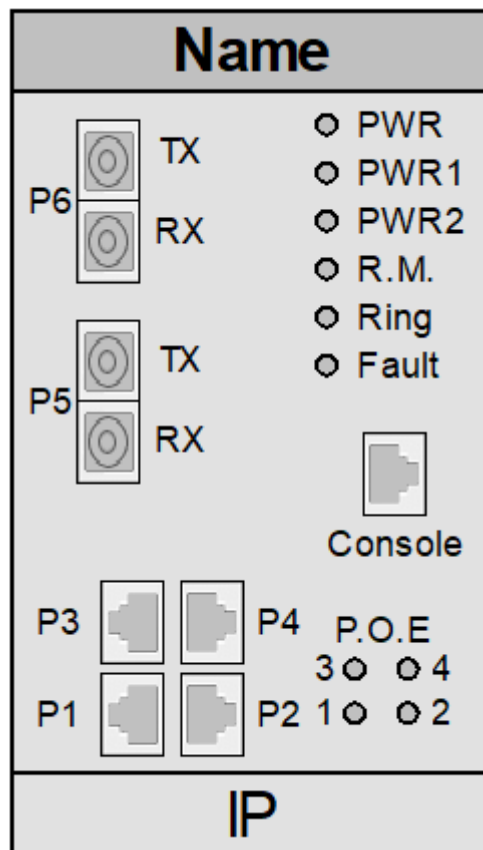 Name
TX
P6
RX
TX
P5
RX
PWR
PWR1
PWR2
R.M.
Ring
Fault
Console
P3
P4
P1
P2
P.O.E
3 4
1 2
IP